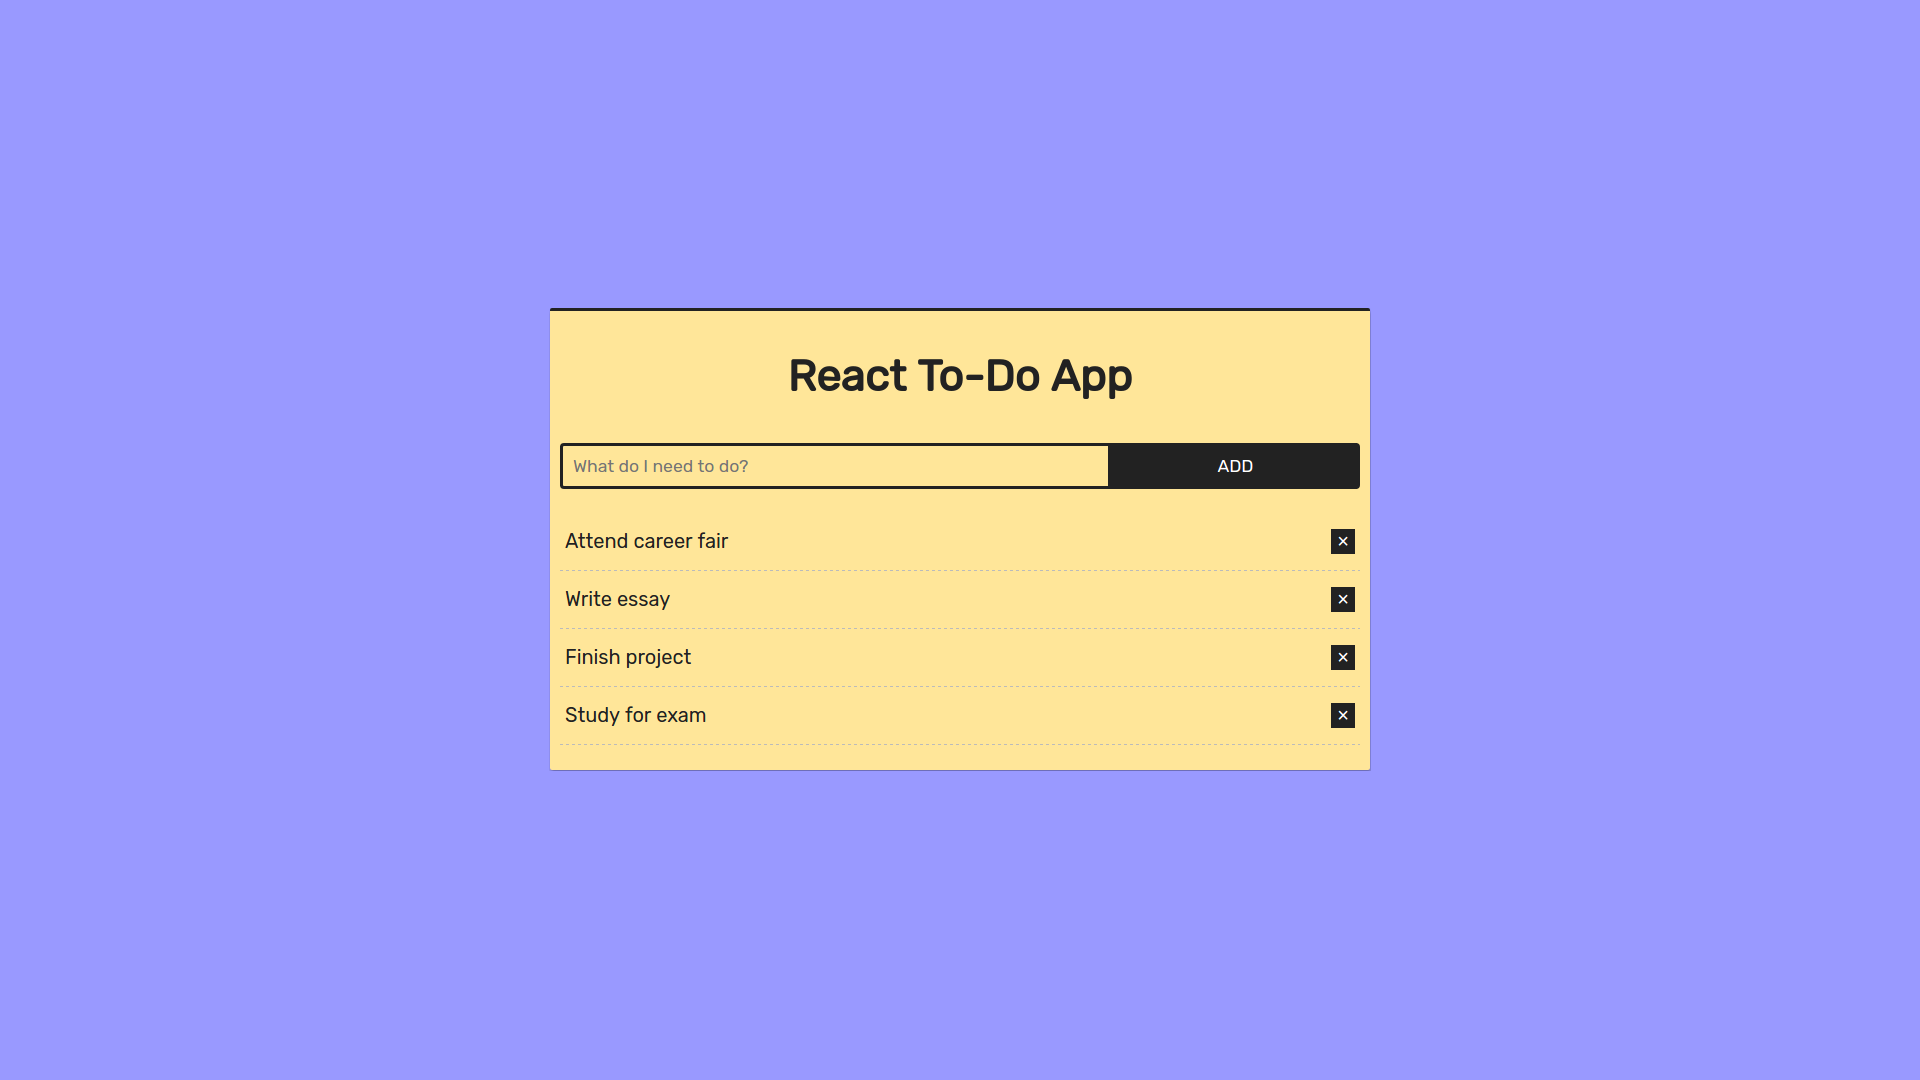 React To-Do App
What do I need to do?
ADD
Attend career fair
×
Write essay
×
Finish project
×
Study for exam
×